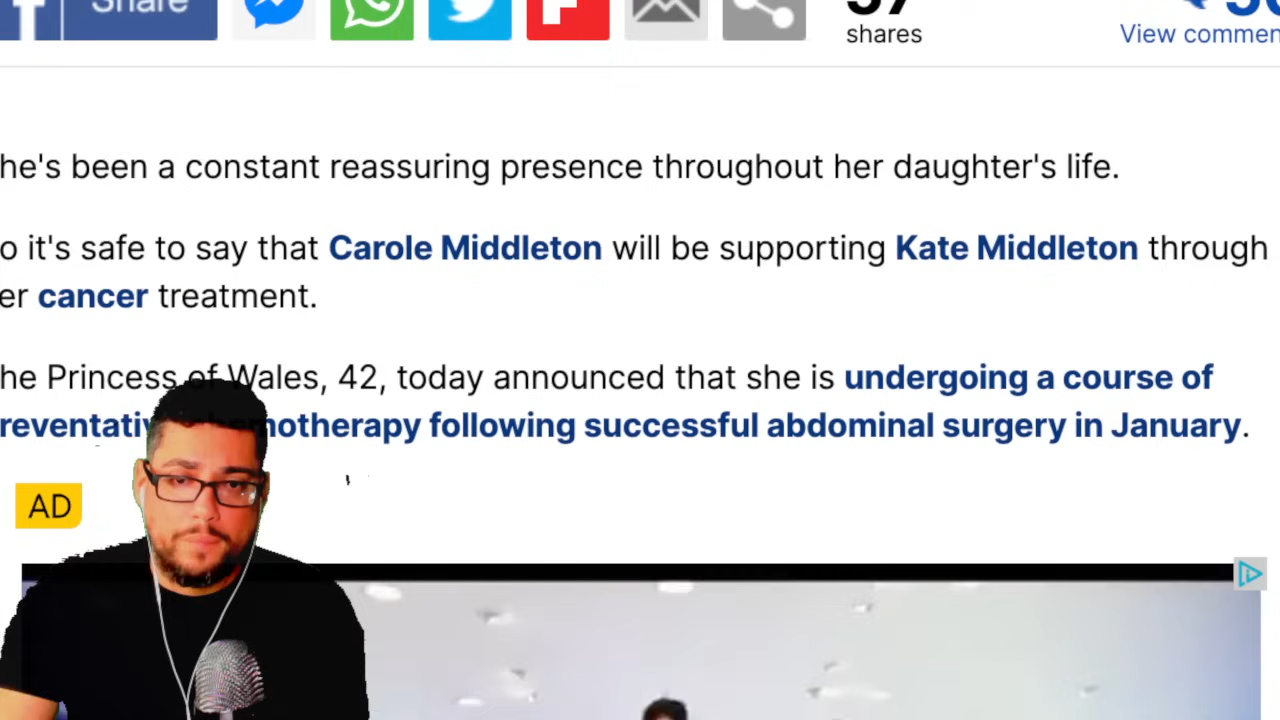 Share
shares
View commen
he's been a constant reassuring presence throughout her daughter's life.
o it's safe to say that Carole Middleton will be supporting Kate Middleton through
er cancer treatment.
he Princess of Wales, 42, today announced that she is undergoing a course of
reventativ motherapy following successful abdominal surgery in January.
AD